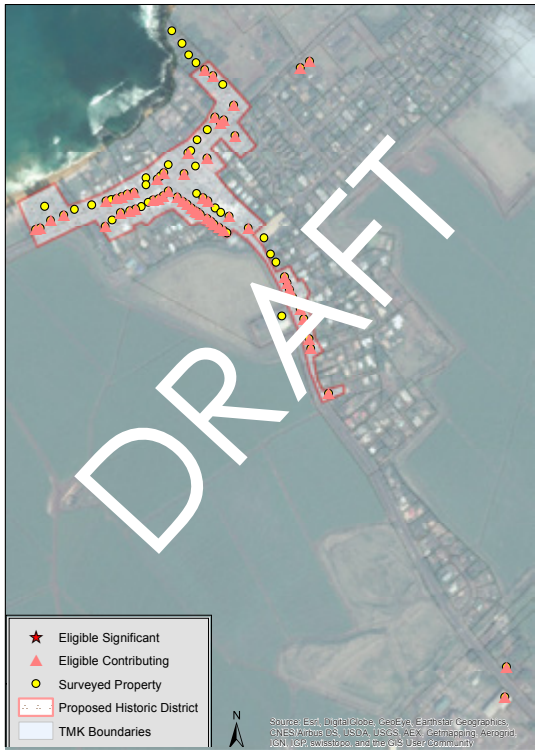 DRAFT
Eligible Significant
Eligible Contributing
Surveyed Property
Proposed Historic District
TMK Boundaries
N
Source: Esri, DigitalGlobe, GeoEye, Earthstar Geographics,
CNES/Airbus DS, USDA, USGS, AEX, Getmapping, Aerogrid,
IGN, IGP, swisstopo, and the GIS User Community